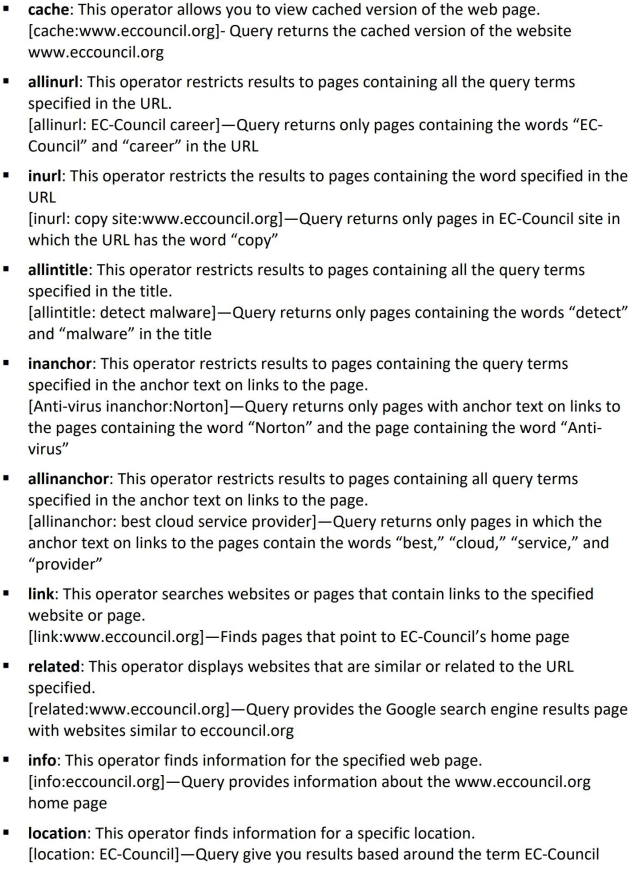 ▪ cache: This operator allows you to view cached version of the web page.
[cache:www.eccouncil.org]- Query returns the cached version of the website
www.eccouncil.org
▪ allinurl: This operator restricts results to pages containing all the query terms
specified in the URL.
[allinurl: EC-Council career]—Query returns only pages containing the words “EC-
Council” and “career” in the URL
▪ inurl: This operator restricts the results to pages containing the word specified in the
URL
[inurl: copy site:www.eccouncil.org]—Query returns only pages in EC-Council site in
which the URL has the word “copy”
▪ allintitle: This operator restricts results to pages containing all the query terms
specified in the title.
[allintitle: detect malware]—Query returns only pages containing the words “detect”
and “malware” in the title
▪ inanchor: This operator restricts results to pages containing the query terms
specified in the anchor text on links to the page.
[Anti-virus inanchor:Norton]—Query returns only pages with anchor text on links to
the pages containing the word “Norton” and the page containing the word “Anti-
virus”
▪ allinanchor: This operator restricts results to pages containing all query terms
specified in the anchor text on links to the page.
[allinanchor: best cloud service provider]—Query returns only pages in which the
anchor text on links to the pages contain the words “best,” “cloud,” “service,” and
“provider”
▪ link: This operator searches websites or pages that contain links to the specified
website or page.
[link:www.eccouncil.org]—Finds pages that point to EC-Council’s home page
▪ related: This operator displays websites that are similar or related to the URL
specified.
[related:www.eccouncil.org]—Query provides the Google search engine results page
with websites similar to eccouncil.org
▪ info: This operator finds information for the specified web page.
[info:eccouncil.org]—Query provides information about the www.eccouncil.org
home page
▪ location: This operator finds information for a specific location.
[location: EC-Council]—Query give you results based around the term EC-Council